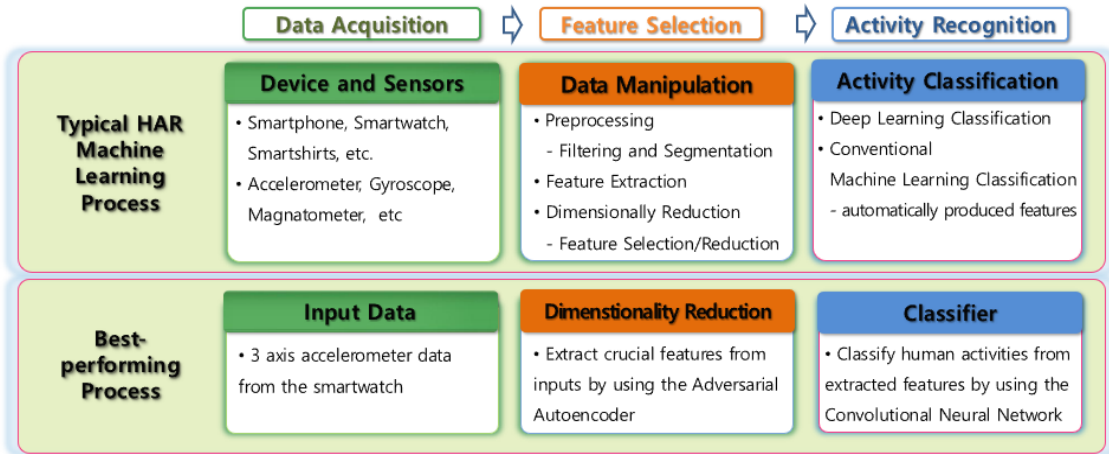 Data Acquisition
Feature Selection
Activity Recognition
Typical HAR
Machine
Learning
Process
Device and Sensors
• Smartphone, Smartwatch,
Smartshirts, etc.
• Accelerometer, Gyroscope,
Magnatometer, etc
Data Manipulation
• Preprocessing
- Filtering and Segmentation
• Feature Extraction
• Dimensionally Reduction
- Feature Selection/Reduction
Activity Classification
• Deep Learning Classification
• Conventional
Machine Learning Classification
- automatically produced features
Best-
performing
Process
Input Data
• 3 axis accelerometer data
from the smartwatch
Dimenstionality Reduction
• Extract crucial features from
inputs by using the Adversarial
Autoencoder
Classifier
• Classify human activities from
extracted features by using the
Convolutional Neural Network